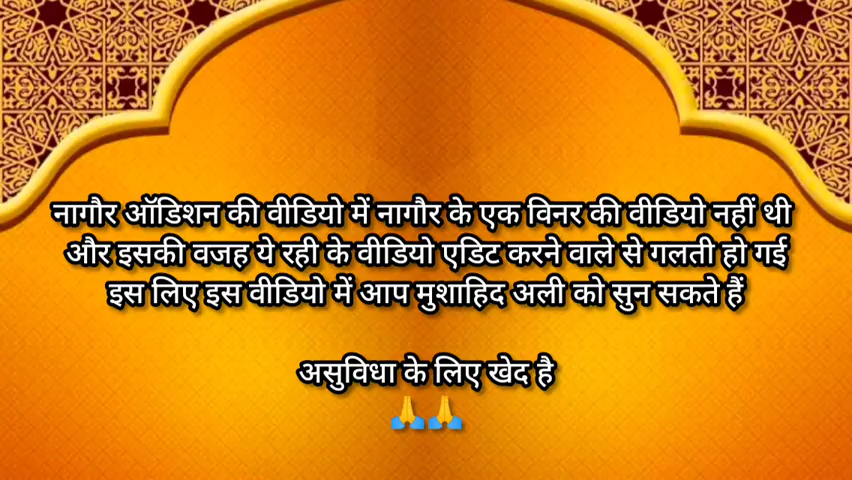 नागौर ऑडिशन की वीडियो में नागौर के एक विनर की वीडियो नहीं थी
और इसकी वजह ये रही के वीडियो एडिट करने वाले से गलती हो गई
इस लिए इस वीडियो में आप मुशाहिद अली को सुन सकते हैं
असुविधा के लिए खेद है
🙏🙏